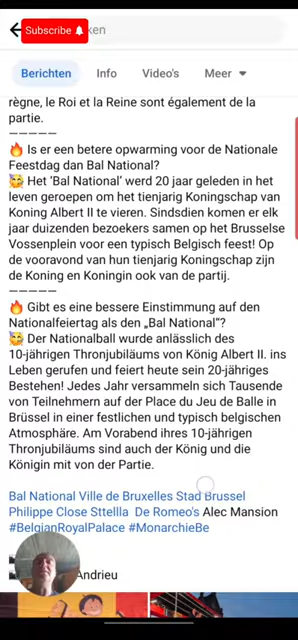 Subscribe
ken
Berichten Info Video's Meer
règne, le Roi et la Reine sont également de la
partie.
—————
🔥 Is er een betere opwarming voor de Nationale
Feestdag dan Bal National?
🥰 Het 'Bal National' werd 20 jaar geleden in het
leven geroepen om het tienjarig Koningschap van
Koning Albert II te vieren. Sindsdien komen er elk
jaar duizenden bezoekers samen op het Brusselse
Vossenplein voor een typisch Belgisch feest! Op
de vooravond van hun tienjarig Koningschap zijn
de Koning en Koningin ook van de partij.
—————
🔥 Gibt es eine bessere Einstimmung auf den
Nationalfeiertag als den „Bal National"?
🥰 Der Nationalball wurde anlässlich des
10-jährigen Thronjubiläums von König Albert II. ins
Leben gerufen und feiert heute sein 20-jähriges
Bestehen! Jedes Jahr versammeln sich Tausende
von Teilnehmern auf der Place du Jeu de Balle in
Brüssel in einer festlichen und typisch belgischen
Atmosphäre. Am Vorabend ihres 10-jährigen
Thronjubiläums sind auch der König und die
Königin mit von der Partie.
Bal National Ville de Bruxelles Stad Brussel
Philippe Close Sttellla De Romeo's Alec Mansion
#BelgianRoyalPalace #MonarchieBe
Andrieu